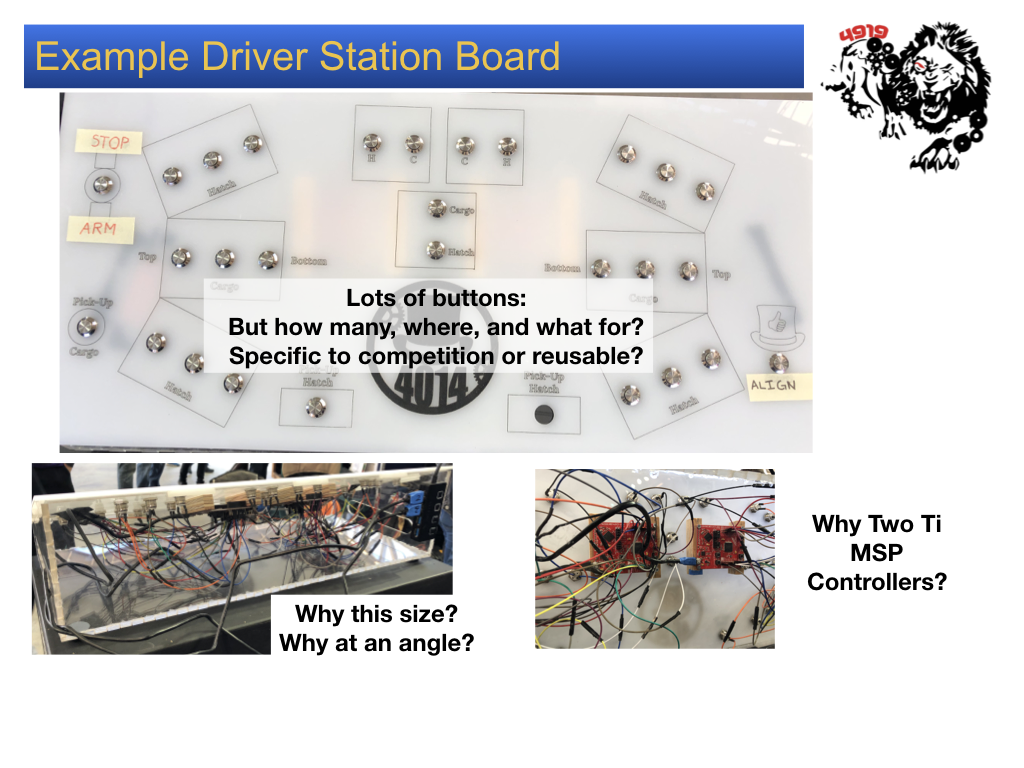 Example Driver Station Board
4919
STOP
ARM
Hatch
H
C
C
H
Hatch
Cargo
Hatch
Top
Bottom
Cargo
Bottom
Top
Cargo
Lots of buttons:
But how many, where, and what for?
Specific to competition or reusable?
Pick-Up
Cargo
Hatch
Pick-Up
Hatch
4014
Pick-Up
Hatch
Hatch
ALIGN
Why this size?
Why at an angle?
Why Two Ti
MSP
Controllers?